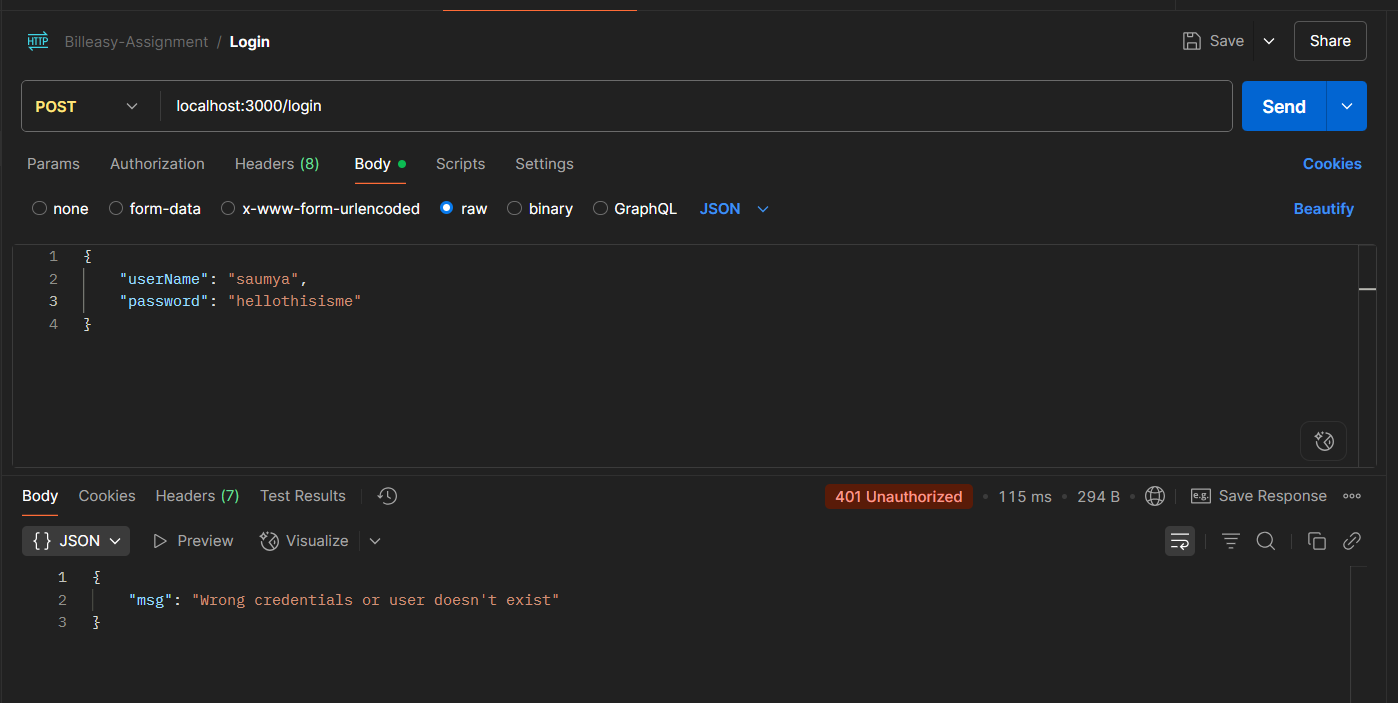 HTTP Billeasy-Assignment / Login Save Share
POST localhost:3000/login Send
Params Authorization Headers (8) Body Scripts Settings Cookies
none form-data x-www-form-urlencoded raw binary GraphQL JSON Beautify
1 {
2 "userName": "saumya",
3 "password": "hellothisisme"
4 }
Body Cookies Headers (7) Test Results 401 Unauthorized • 115 ms • 294 B • e.g. Save Response
{} JSON Preview Visualize
1 {
2 "msg": "Wrong credentials or user doesn't exist"
3 }